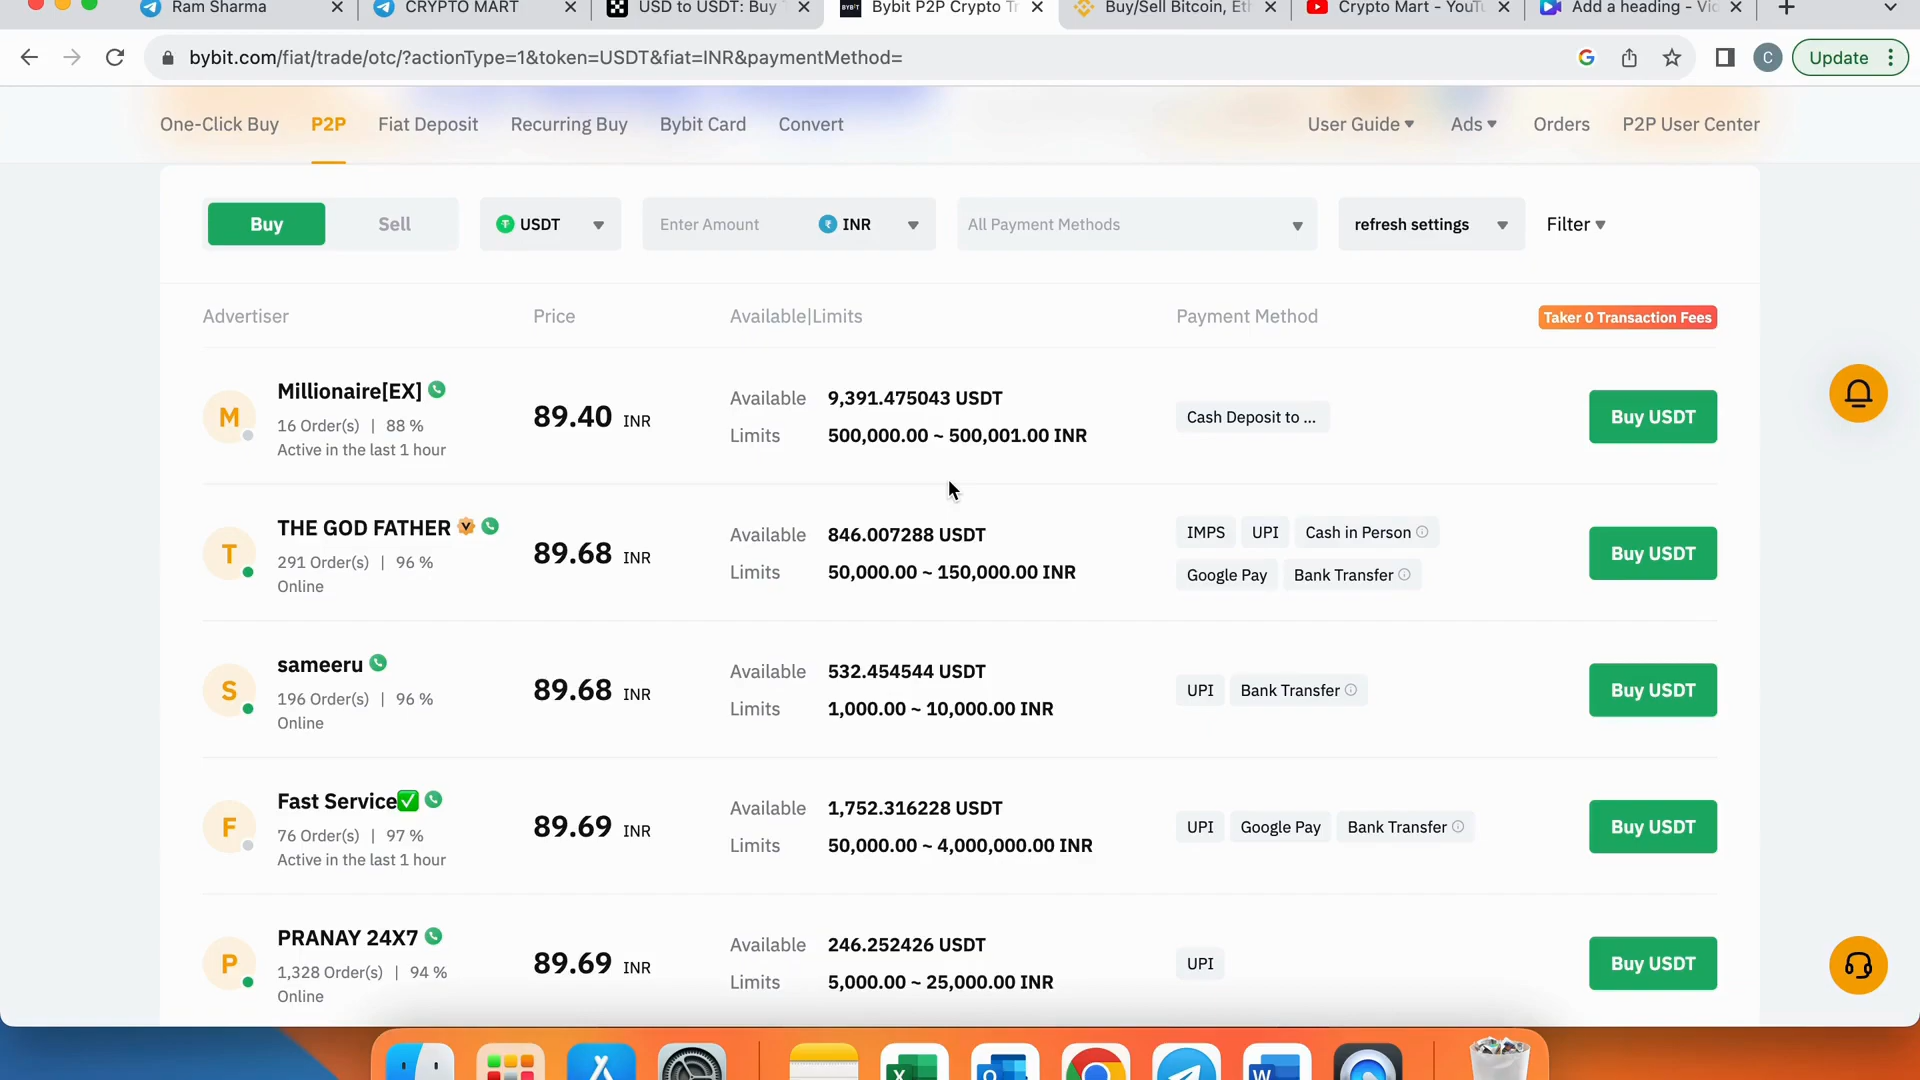 Ram Sharma
CRYPTO MART
USD to USDT: Buy
Bybit P2P Crypto Tr
Buy/Sell Bitcoin, Eth
Crypto Mart - YouTu
Add a heading - Vid
bybit.com/fiat/trade/otc/?actionType=1&token=USDT&fiat=INR&paymentMethod=
C
Update
One-Click Buy
P2P
Fiat Deposit
Recurring Buy
Bybit Card
Convert
User Guide
Ads
Orders
P2P User Center
Buy
Sell
USDT
Enter Amount
INR
All Payment Methods
refresh settings
Filter
Advertiser
Price
Available|Limits
Payment Method
Taker 0 Transaction Fees
M
Millionaire[EX]
16 Order(s) | 88 %
Active in the last 1 hour
89.40 INR
Available 9,391.475043 USDT
Limits 500,000.00 ~ 500,001.00 INR
Cash Deposit to ...
Buy USDT
T
THE GOD FATHER
291 Order(s) | 96 %
Online
89.68 INR
Available 846.007288 USDT
Limits 50,000.00 ~ 150,000.00 INR
IMPS UPI Cash in Person
Google Pay Bank Transfer
Buy USDT
S
sameeru
196 Order(s) | 96 %
Online
89.68 INR
Available 532.454544 USDT
Limits 1,000.00 ~ 10,000.00 INR
UPI Bank Transfer
Buy USDT
F
Fast Service✅
76 Order(s) | 97 %
Active in the last 1 hour
89.69 INR
Available 1,752.316228 USDT
Limits 50,000.00 ~ 4,000,000.00 INR
UPI Google Pay Bank Transfer
Buy USDT
P
PRANAY 24X7
1,328 Order(s) | 94 %
Online
89.69 INR
Available 246.252426 USDT
Limits 5,000.00 ~ 25,000.00 INR
UPI
Buy USDT